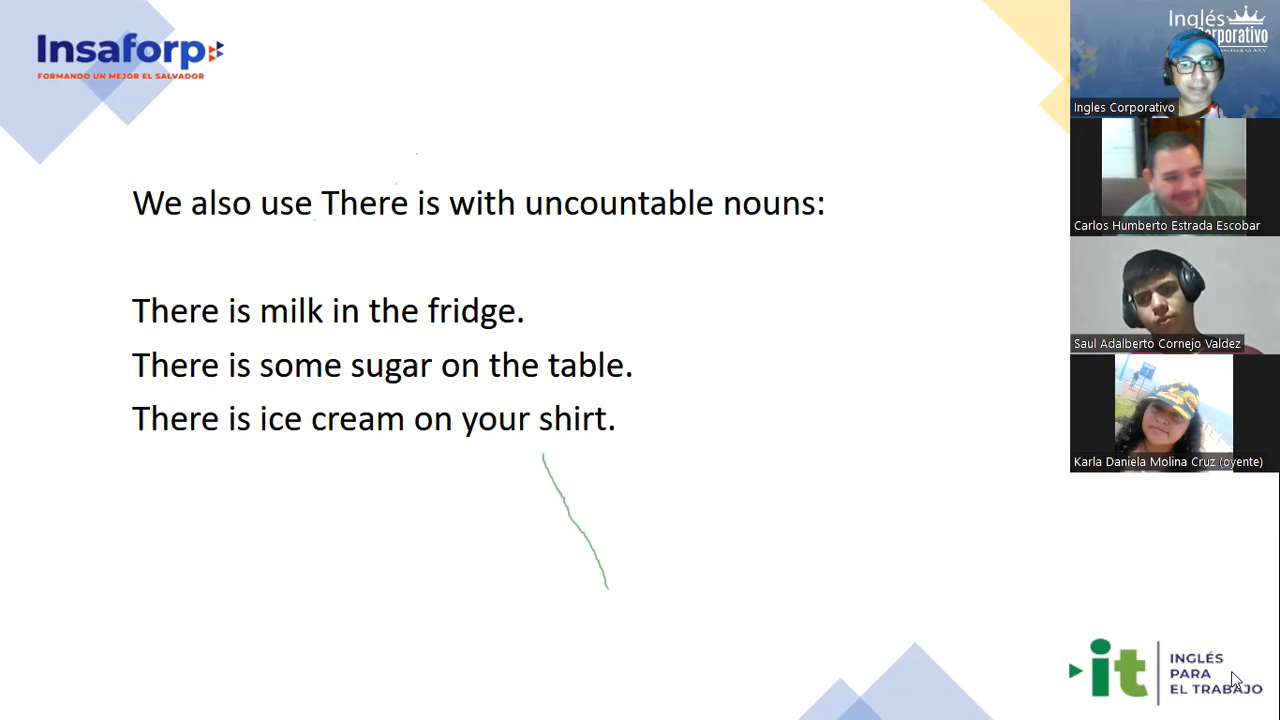 Insaforp
FORMANDO UN MEJOR EL SALVADOR
We also use There is with uncountable nouns:
There is milk in the fridge.
There is some sugar on the table.
There is ice cream on your shirt.
Inglés
Corporativo
Ingles Corporativo
Carlos Humberto Estrada Escobar
Saul Adalberto Cornejo Valdez
Karla Daniela Molina Cruz (oyente)
it
INGLÉS
PARA
EL TRABAJO